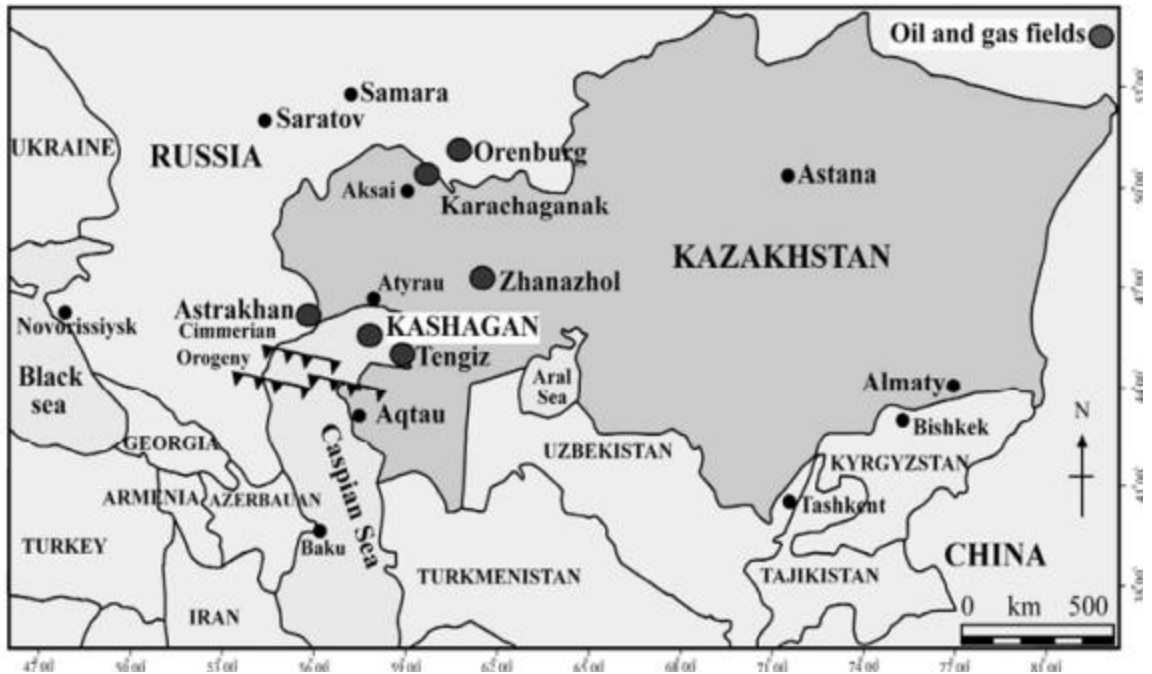 Oil and gas fields
Samara
Saratov
UKRAINE
RUSSIA
Orenburg
Aksai
Karachaganak
Astana
KAZAKHSTAN
Zhanazhol
Atyrau
Astrakhan
Novorissiysk
Cimmerian
Orogeny
KASHAGAN
Tengiz
Black
sea
Aral
Sea
Almaty
N
Aqtau
Bishkek
GEORGIA
Caspian Sea
UZBEKISTAN
KYRGYZSTAN
ARMENIA
AZERBAUAN
Tashkent
TURKEY
Baku
CHINA
TURKMENISTAN
TAJIKISTAN
IRAN
0 km 500